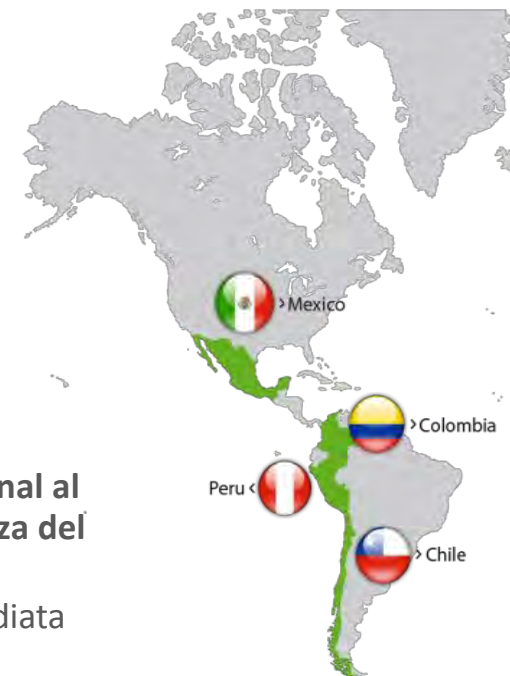 ›Mexico
›Colombia
Peru‹
›Chile
nal al
za del
diata